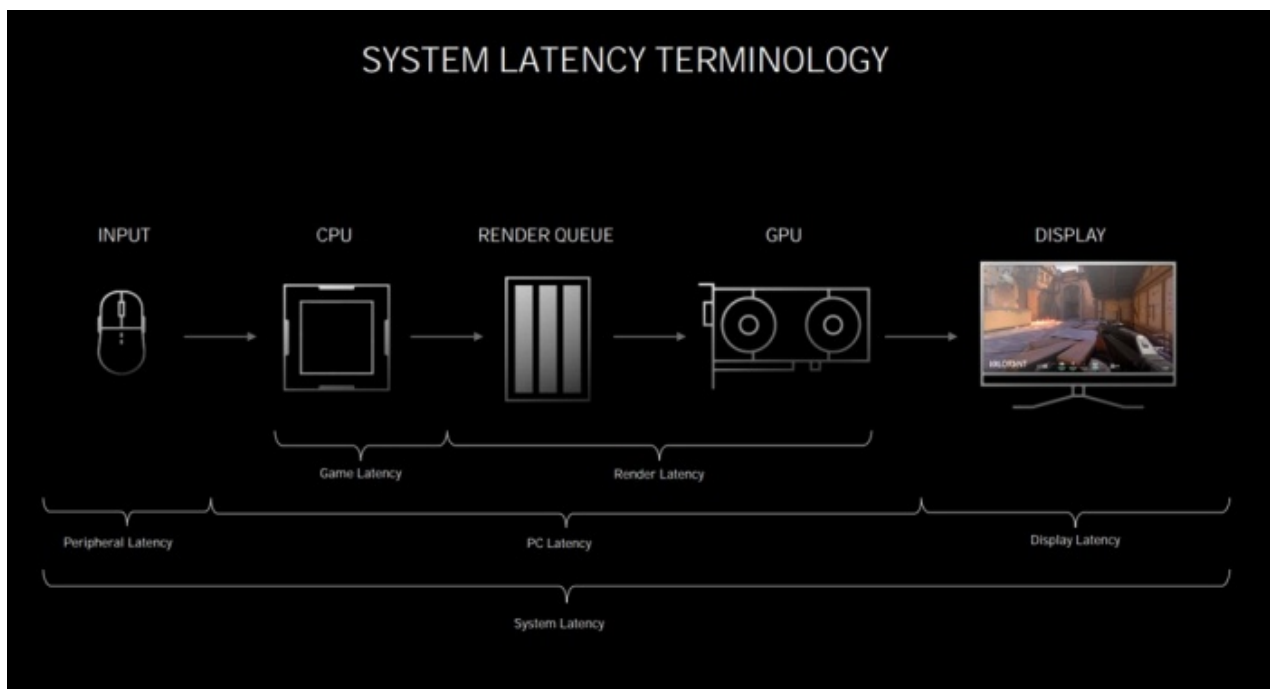 SYSTEM LATENCY TERMINOLOGY
INPUT CPU RENDER QUEUE GPU DISPLAY
VALORANT
Game Latency Render Latency
Peripheral Latency PC Latency Display Latency
System Latency